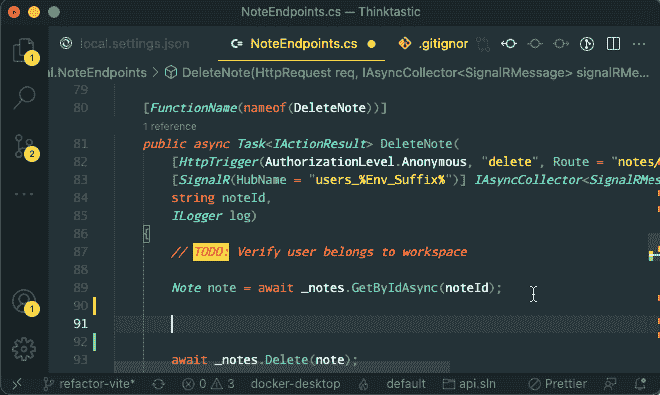 NoteEndpoints.cs — Thinktastic
local.settings.json
C# NoteEndpoints.cs
.gitignor
al.NoteEndpoints > DeleteNote(HttpRequest req, IAsyncCollector<SignalRMessage> signalRMe...
79
80 [FunctionName(nameof(DeleteNote))]
1 reference
81 public async Task<IActionResult> DeleteNote(
82 [HttpTrigger(AuthorizationLevel.Anonymous, "delete", Route = "notes/
83 [SignalR(HubName = "users_%Env_Suffix%")] IAsyncCollector<SignalRMes
84 string noteId,
85 ILogger log)
86 {
87 // TODO: Verify user belongs to workspace
88
89 Note note = await _notes.GetByIdAsync(noteId);
90
91
92
93 await _notes.Delete(note);
1
2
1
refactor-vite* 0 3 docker-desktop default api.sln Prettier